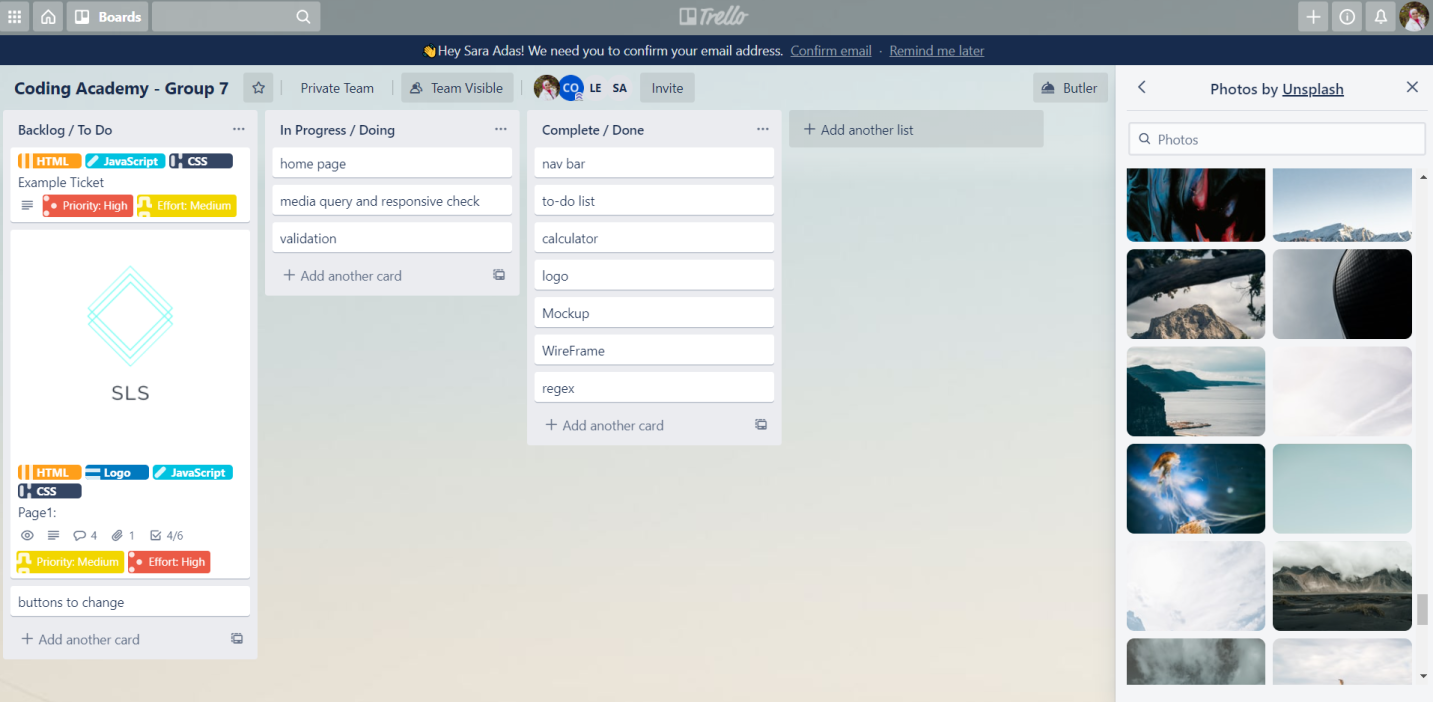 Boards
Trello
👋Hey Sara Adas! We need you to confirm your email address. Confirm email · Remind me later
Coding Academy - Group 7
Private Team
Team Visible
CO
LE
SA
Invite
Butler
Photos by Unsplash
Photos
Backlog / To Do
HTML JavaScript CSS
Example Ticket
Priority: High Effort: Medium
SLS
HTML Logo JavaScript
CSS
Page1:
4 1 4/6
Priority: Medium Effort: High
buttons to change
+ Add another card
In Progress / Doing
home page
media query and responsive check
validation
+ Add another card
Complete / Done
nav bar
to-do list
calculator
logo
Mockup
WireFrame
regex
+ Add another card
+ Add another list